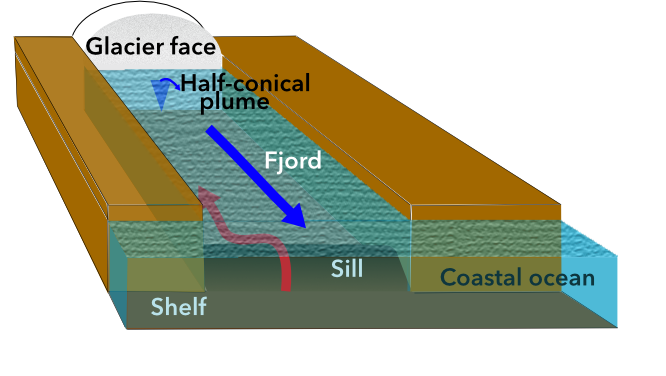 Glacier face
Half-conical
plume
Fjord
Sill
Coastal ocean
Shelf